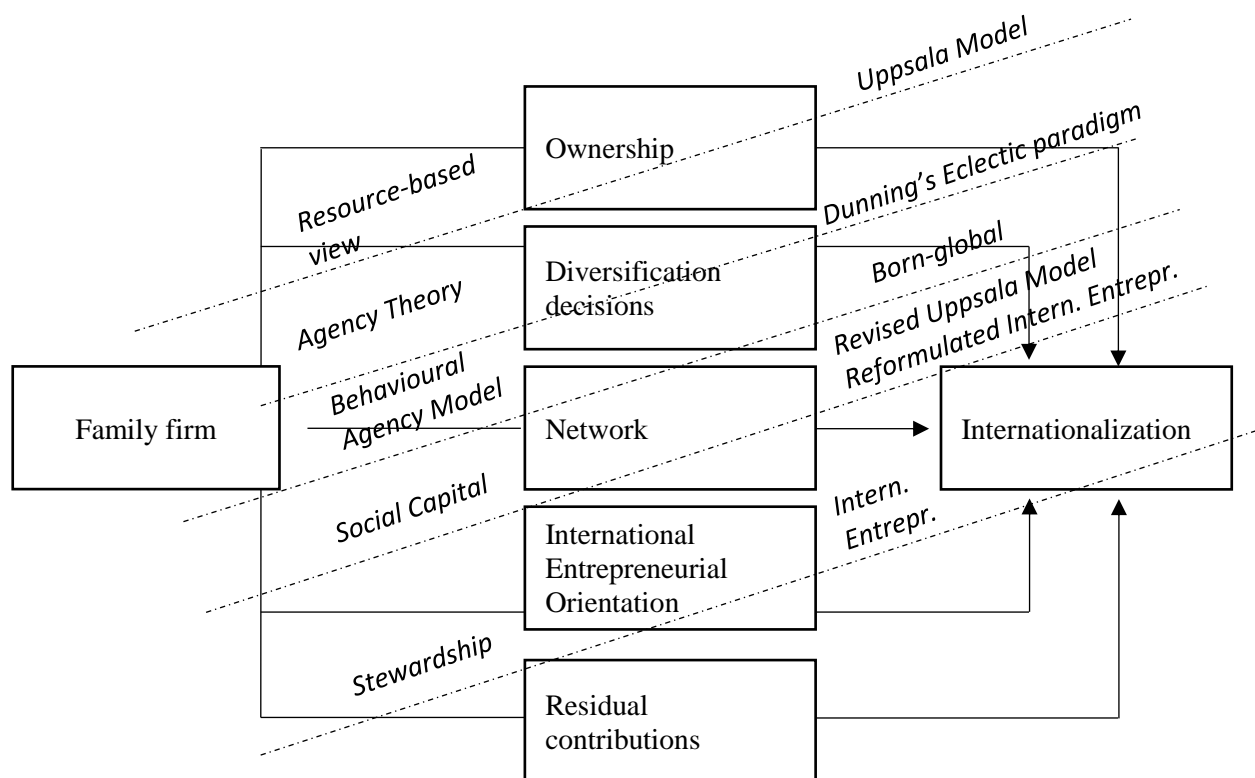 Uppsala Model
Ownership
Resource-based
view
Dunning's Eclectic paradigm
Diversification
decisions
Born-global
Agency Theory
Revised Uppsala Model
Reformulated Intern. Entrepr.
Family firm
Behavioural
Agency Model
Network
Internationalization
Social Capital
Intern.
Entrepr.
International
Entrepreneurial
Orientation
Stewardship
Residual
contributions